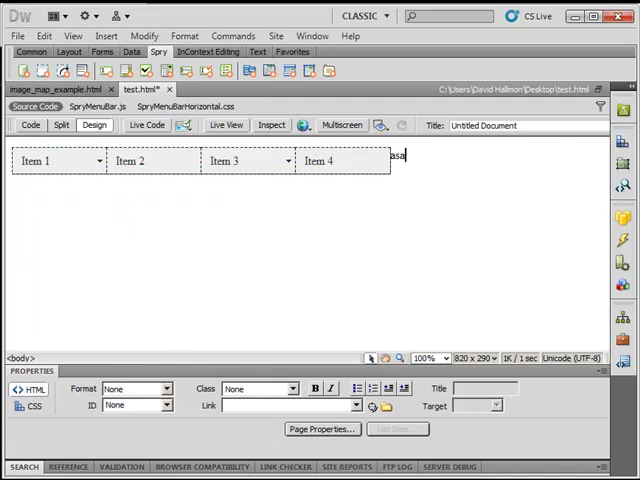 Dw CLASSIC CS Live
File Edit View Insert Modify Format Commands Site Window Help
Common Layout Forms Data Spry InContext Editing Text Favorites
image_map_example.html test.html* C:\Users\David Hallmon\Desktop\test.html
Source Code SpryMenuBar.js SpryMenuBarHorizontal.css
Code Split Design Live Code Live View Inspect Multiscreen Title: Untitled Document
Item 1 Item 2 Item 3 Item 4 asa
<body> 100% 820 x 290 1K / 1 sec Unicode (UTF-8)
PROPERTIES
HTML Format None Class None B I Title
CSS ID None Link Target
Page Properties... List Item...
SEARCH REFERENCE VALIDATION BROWSER COMPATIBILITY LINK CHECKER SITE REPORTS FTP LOG SERVER DEBUG